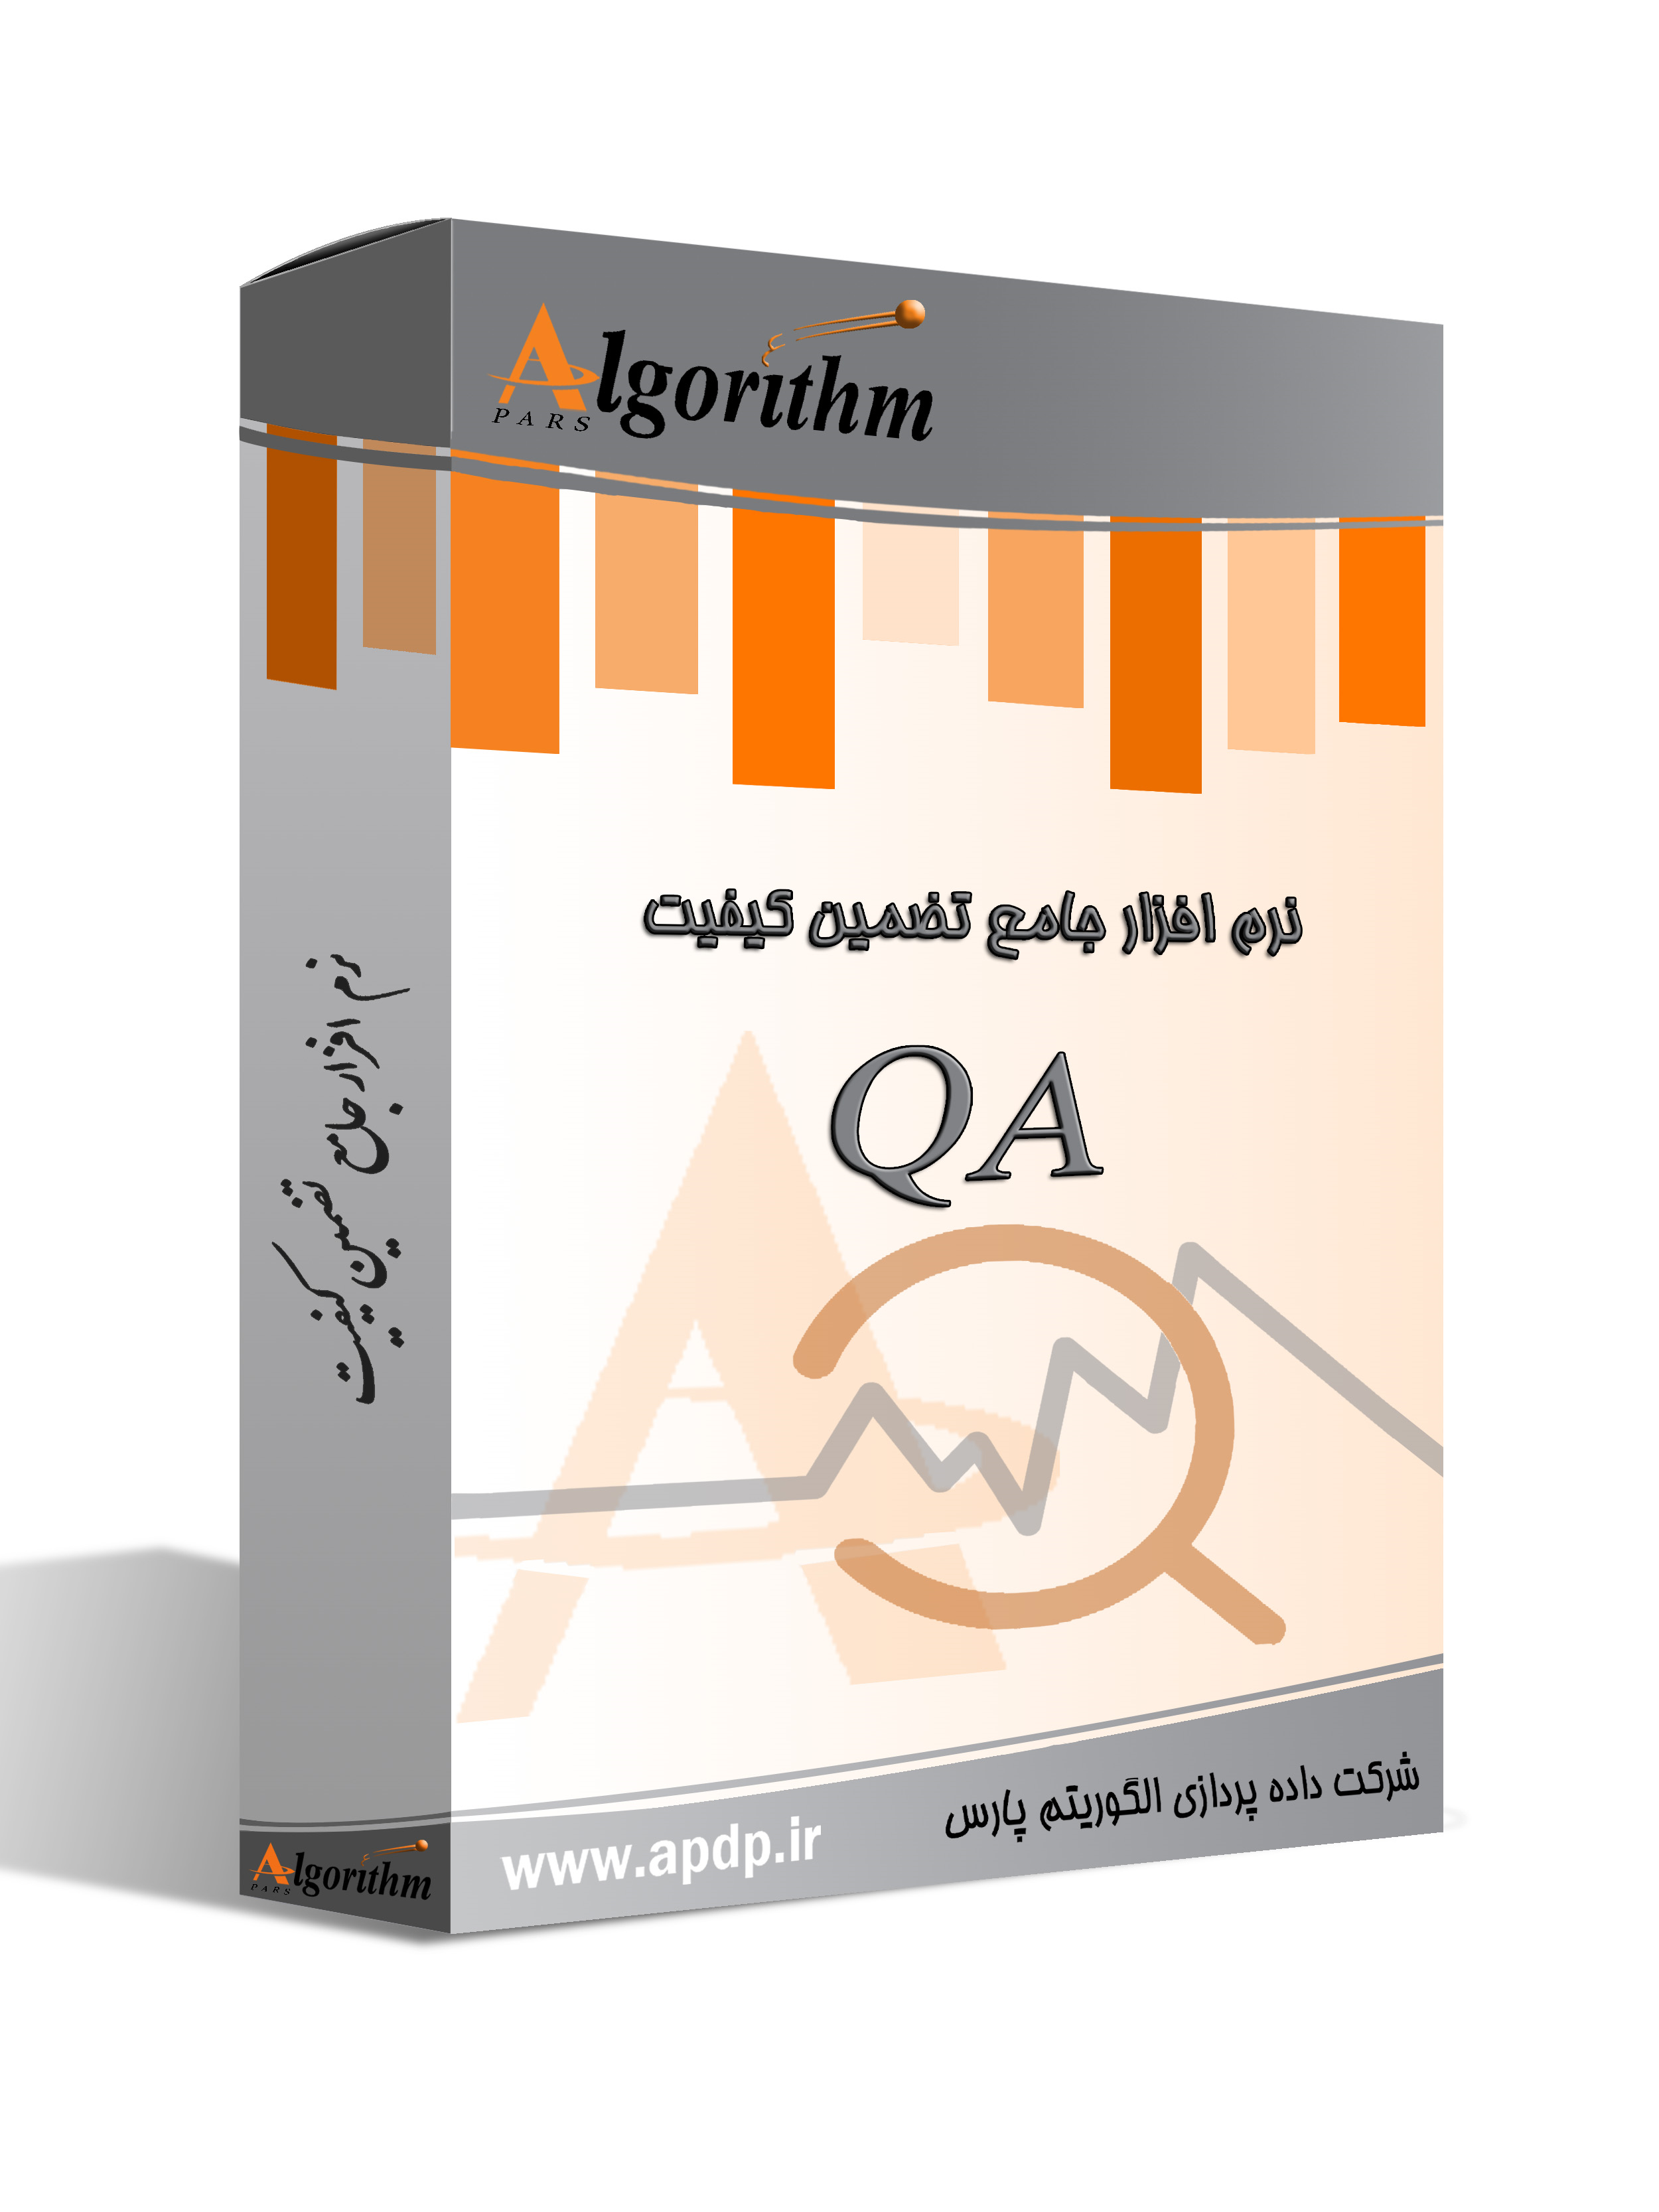 Algorithm
PARS
نرم افزار جامع تضمین کیفیت
QA
نرم افزار جامع تضمین کیفیت
شرکت داده پردازی الگوریتم پارس
www.apdp.ir
Algorithm
PARS